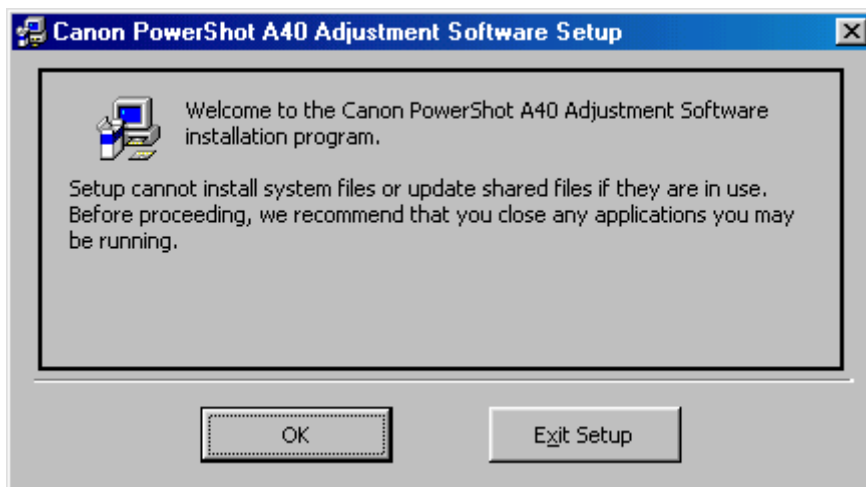 Canon PowerShot A40 Adjustment Software Setup
Welcome to the Canon PowerShot A40 Adjustment Software
installation program.
Setup cannot install system files or update shared files if they are in use.
Before proceeding, we recommend that you close any applications you may
be running.
OK
Exit Setup